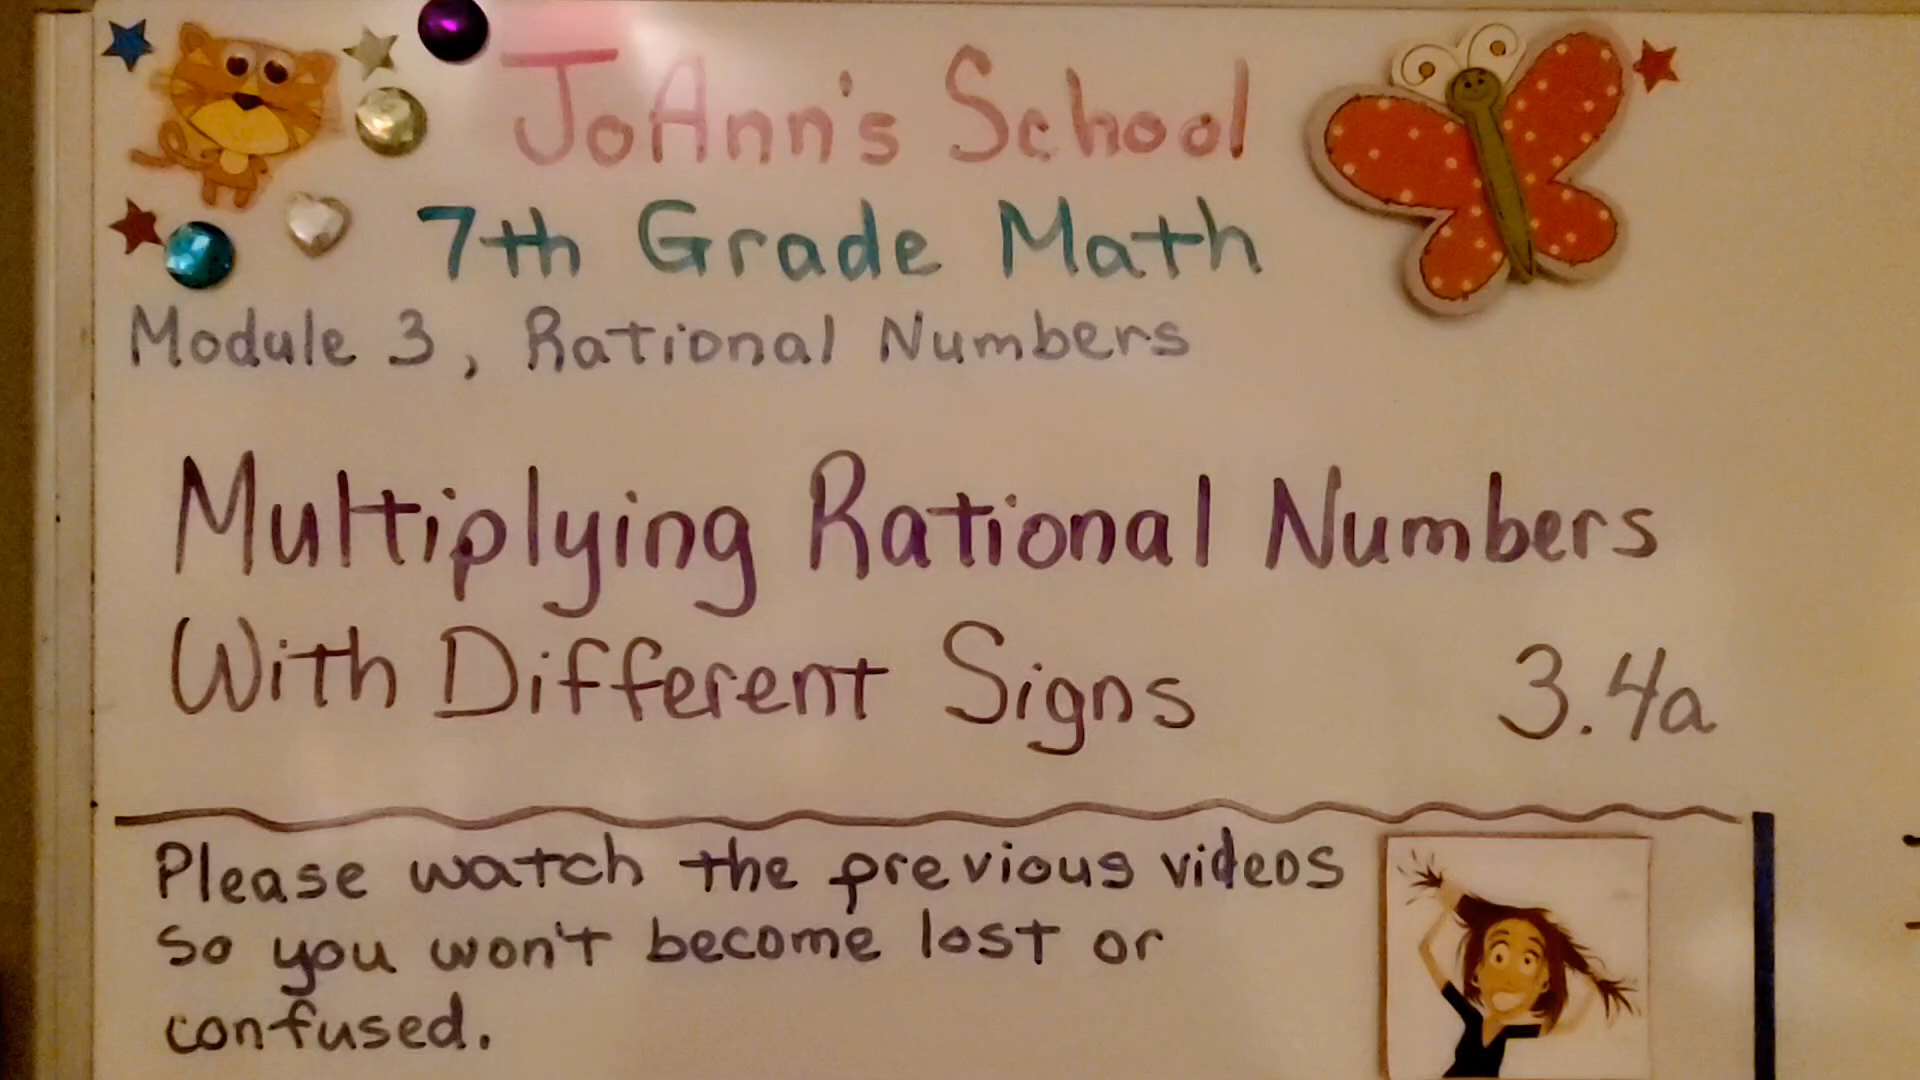 JoAnn's School
7th Grade Math
Module 3, Rational Numbers
Multiplying Rational Numbers
With Different Signs 3.4a
Please watch the previous videos
so you won't become lost or
confused.